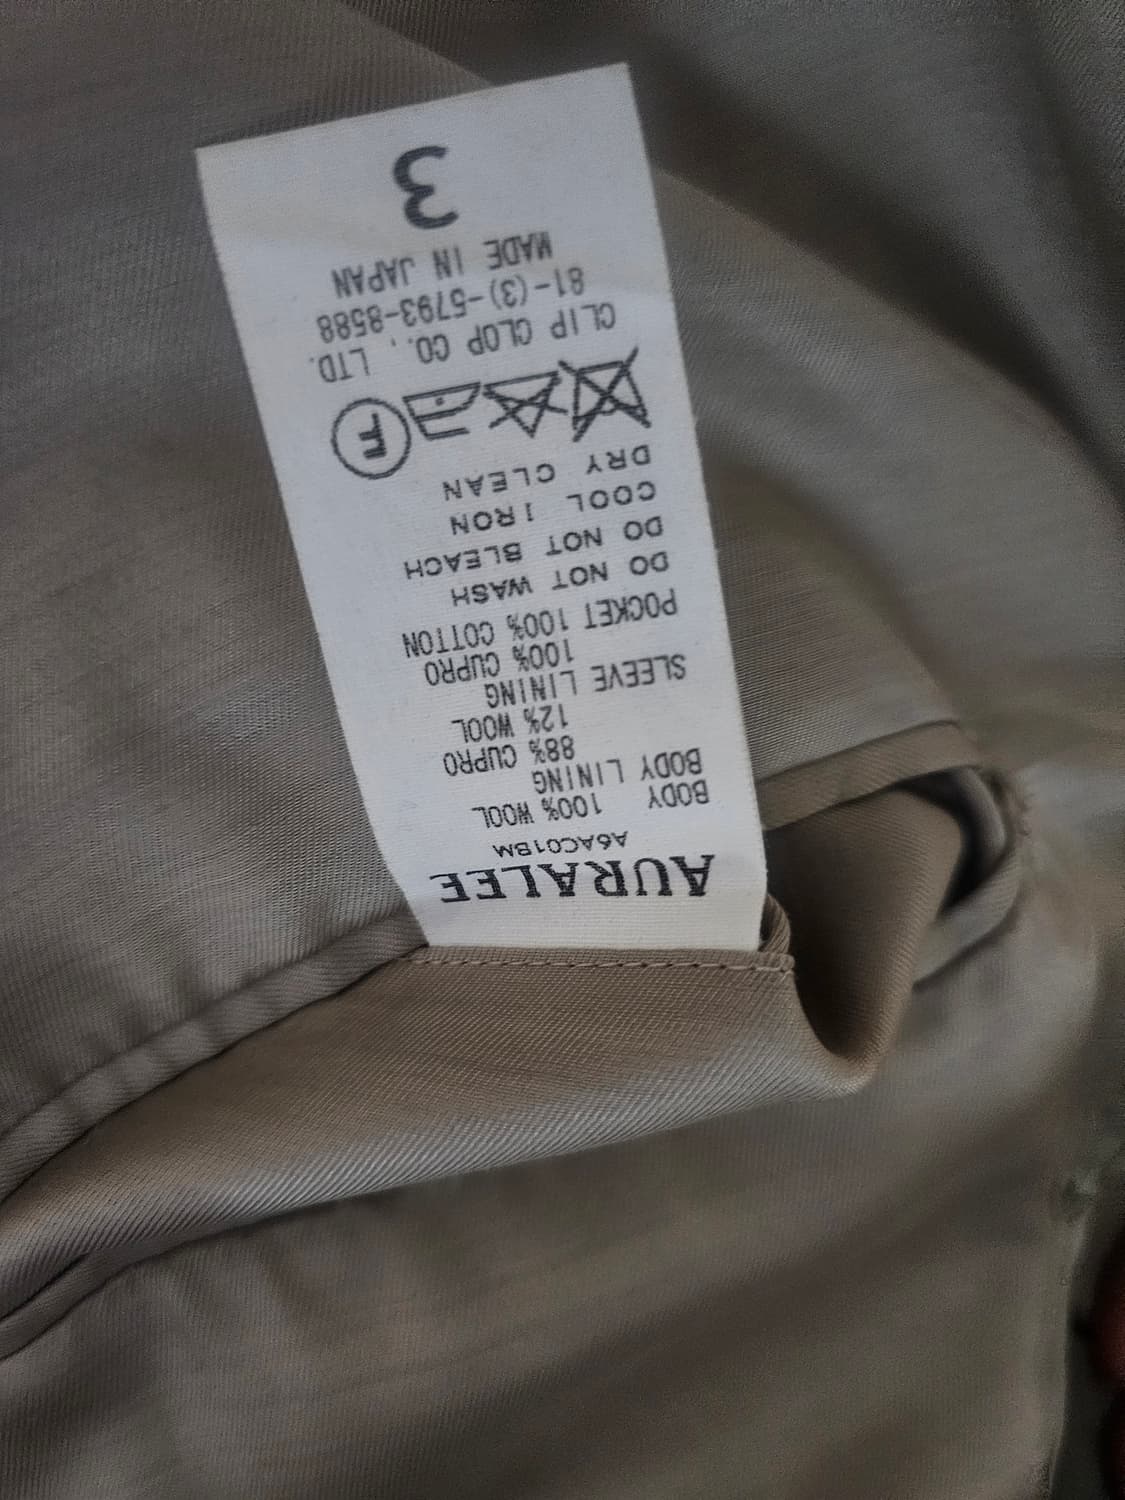 AURALEE
A6AC01BM
BODY 100% WOOL
BODY LINING
88% CUPRO
12% WOOL
SLEEVE LINING
100% CUPRO
POCKET 100% COTTON
DO NOT WASH
DO NOT BLEACH
COOL IRON
DRY CLEAN
F
CLIP CLOP CO., LTD.
81-(3)-5793-8588
MADE IN JAPAN
3